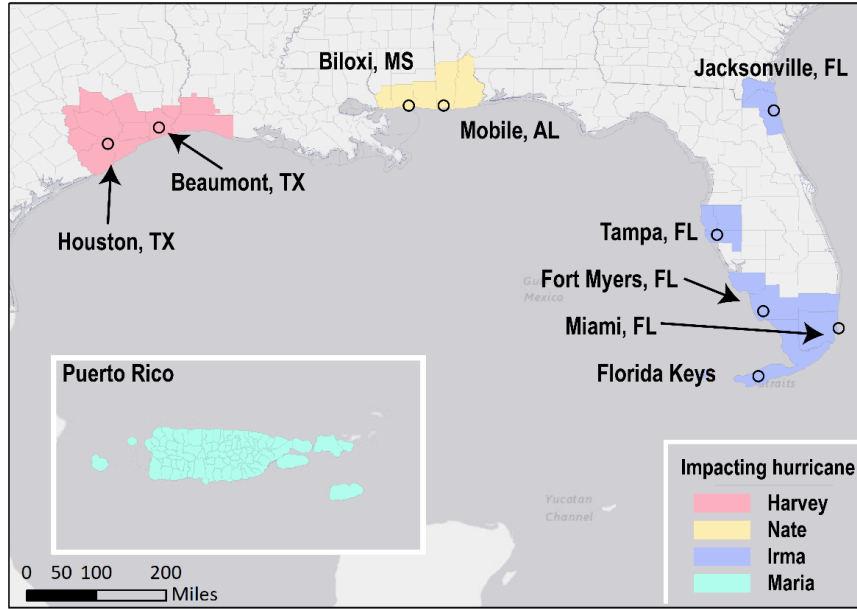 Biloxi, MS
Jacksonville, FL
Mobile, AL
Beaumont, TX
Houston, TX
Tampa, FL
Fort Myers, FL
Mexico
Miami, FL
Florida Keys
Puerto Rico
Impacting hurricane
Harvey
Nate
Irma
Maria
Yucatan
Channel
0 50 100 200
Miles